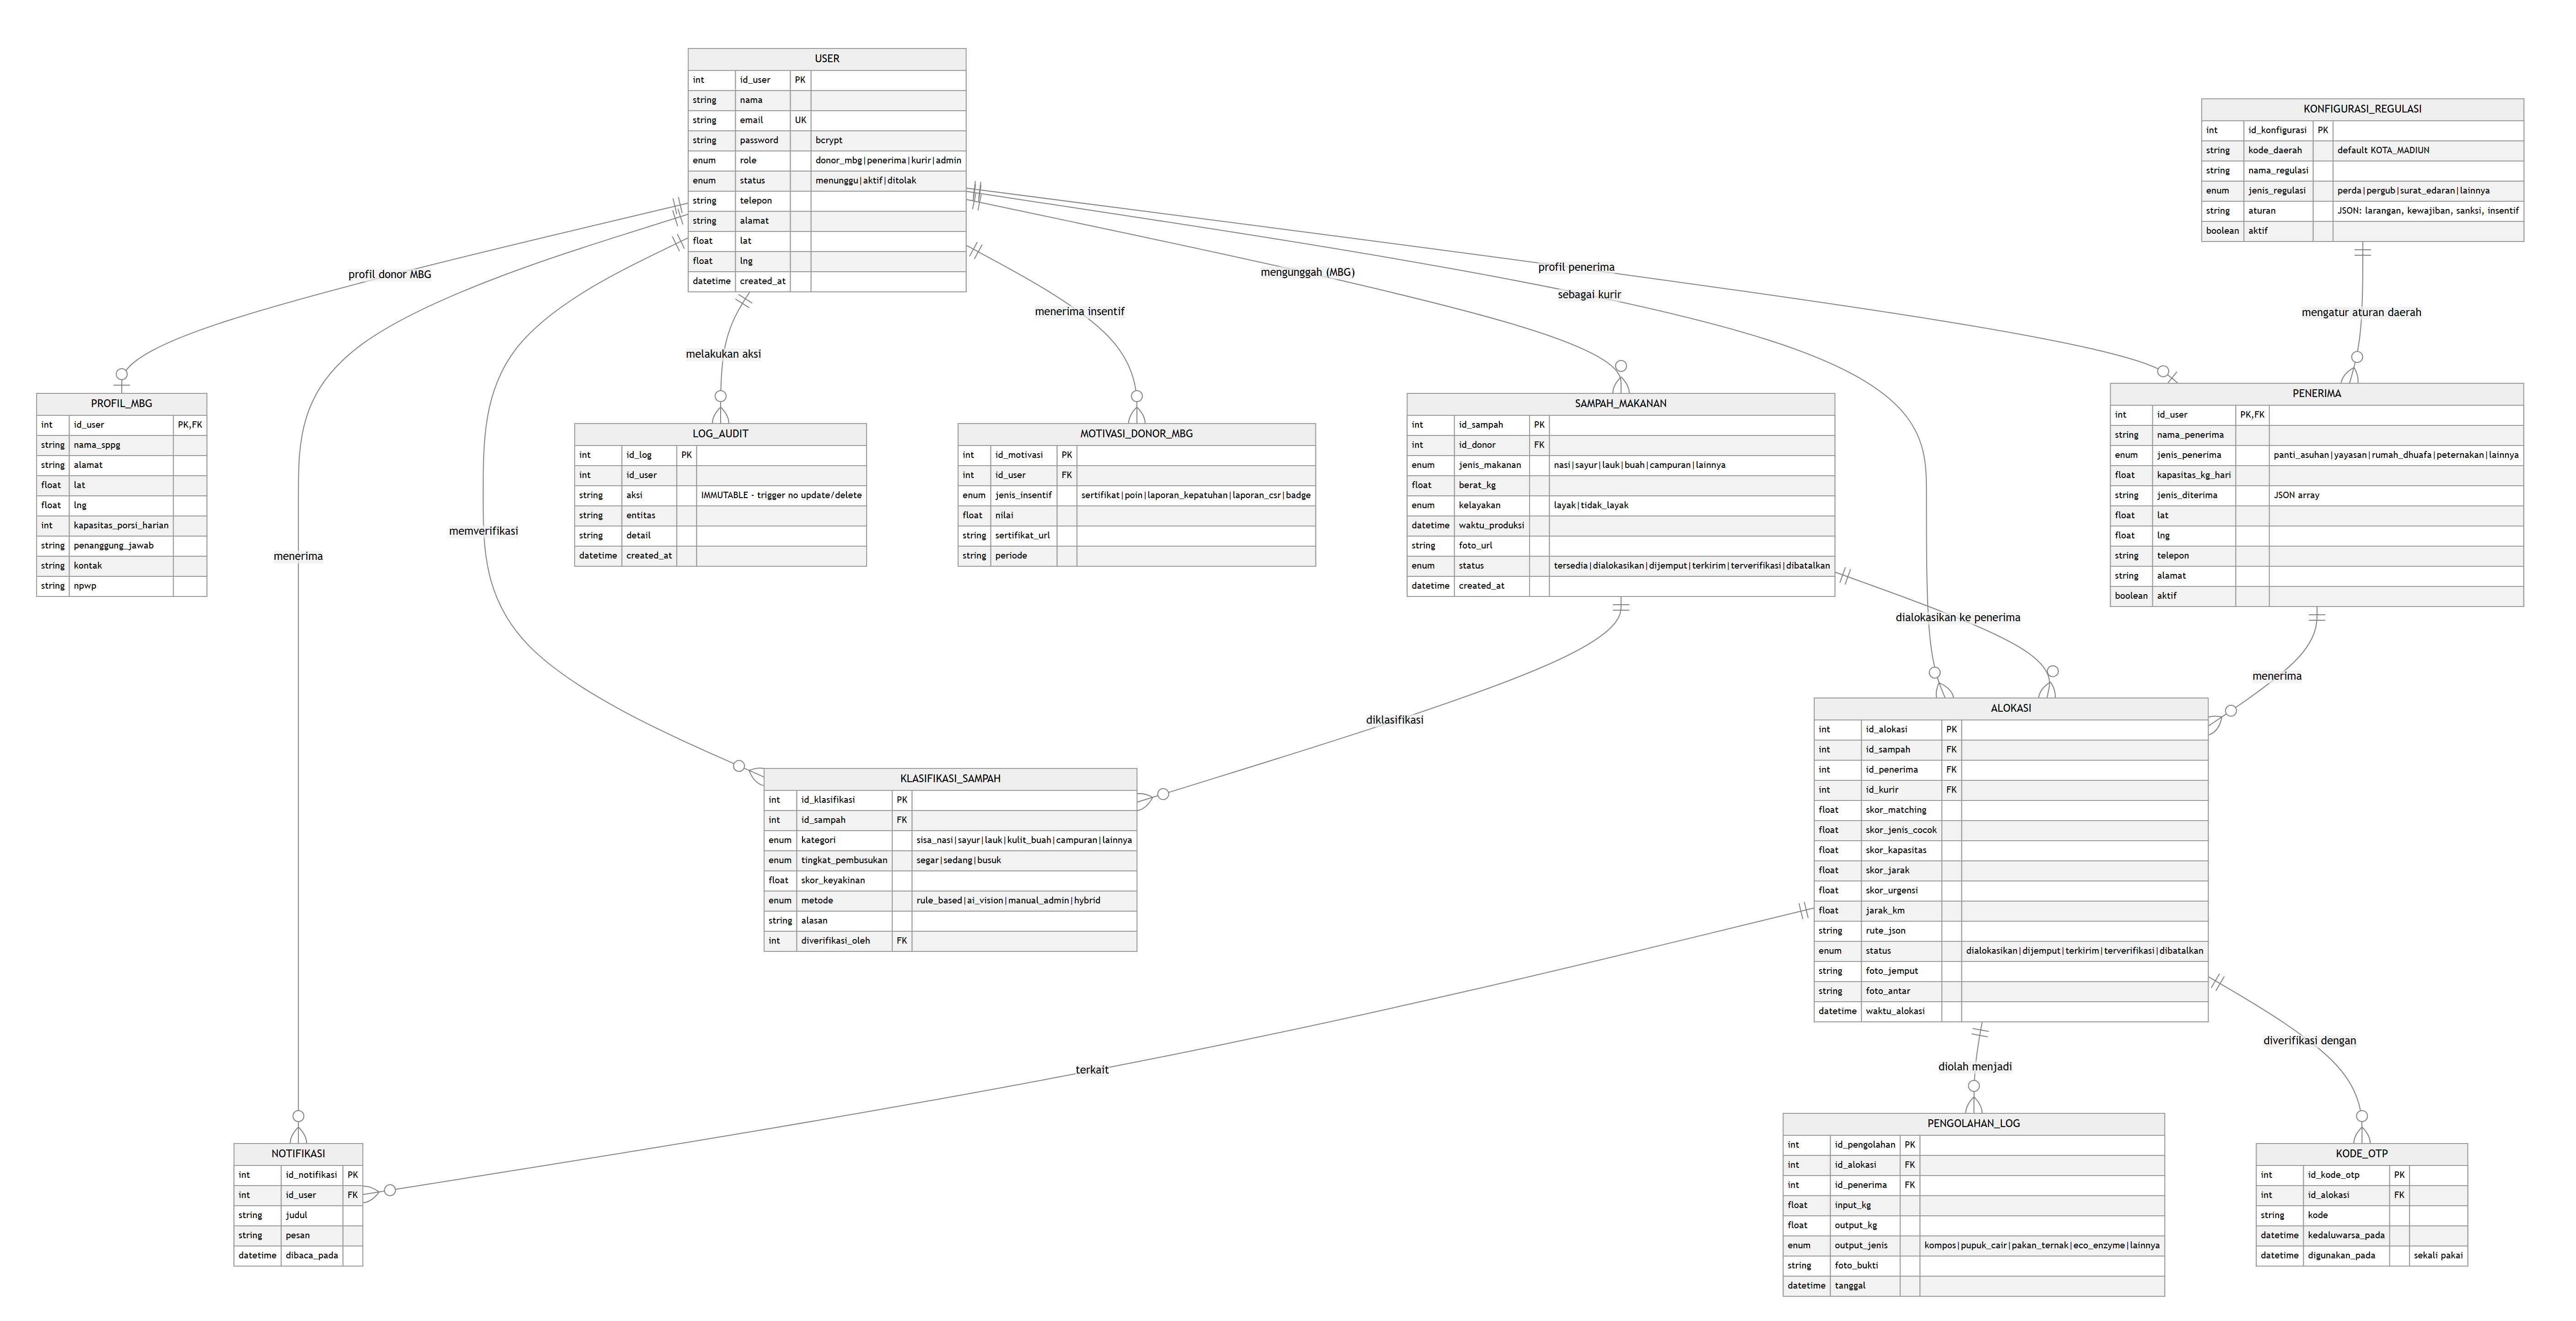 USER
int id_user PK
string nama
string email UK
string password bcrypt
enum role donor_mbg|penerima|kurir|admin
enum status menunggu|aktif|ditolak
string telepon
string alamat
float lat
float lng
datetime created_at
KONFIGURASI_REGULASI
int id_konfigurasi PK
string kode_daerah default KOTA_MADIUN
string nama_regulasi
enum jenis_regulasi perda|pergub|surat_edaran|lainnya
string aturan JSON: larangan, kewajiban, sanksi, insentif
boolean aktif
profil donor MBG
menerima
memverifikasi
melakukan aksi
menerima insentif
mengunggah (MBG)
sebagai kurir
profil penerima
mengatur aturan daerah
PROFIL_MBG
int id_user PK,FK
string nama_sppg
string alamat
float lat
float lng
int kapasitas_porsi_harian
string penanggung_jawab
string kontak
string npwp
LOG_AUDIT
int id_log PK
int id_user
string aksi IMMUTABLE - trigger no update/delete
string entitas
string detail
datetime created_at
MOTIVASI_DONOR_MBG
int id_motivasi PK
int id_user FK
enum jenis_insentif sertifikat|poin|laporan_kepatuhan|laporan_csr|badge
float nilai
string sertifikat_url
string periode
SAMPAH_MAKANAN
int id_sampah PK
int id_donor FK
enum jenis_makanan nasi|sayur|lauk|buah|campuran|lainnya
float berat_kg
enum kelayakan layak|tidak_layak
datetime waktu_produksi
string foto_url
enum status tersedia|dialokasikan|dijemput|terkirim|terverifikasi|dibatalkan
datetime created_at
PENERIMA
int id_user PK,FK
string nama_penerima
enum jenis_penerima panti_asuhan|yayasan|rumah_dhuafa|peternakan|lainnya
float kapasitas_kg_hari
string jenis_diterima JSON array
float lat
float lng
string telepon
string alamat
boolean aktif
diklasifikasi
dialokasikan ke penerima
menerima
KLASIFIKASI_SAMPAH
int id_klasifikasi PK
int id_sampah FK
enum kategori sisa_nasi|sayur|lauk|kulit_buah|campuran|lainnya
enum tingkat_pembusukan segar|sedang|busuk
float skor_keyakinan
enum metode rule_based|ai_vision|manual_admin|hybrid
string alasan
int diverifikasi_oleh FK
ALOKASI
int id_alokasi PK
int id_sampah FK
int id_penerima FK
int id_kurir FK
float skor_matching
float skor_jenis_cocok
float skor_kapasitas
float skor_jarak
float skor_urgensi
float jarak_km
string rute_json
enum status dialokasikan|dijemput|terkirim|terverifikasi|dibatalkan
string foto_jemput
string foto_antar
datetime waktu_alokasi
terkait
diolah menjadi
diverifikasi dengan
NOTIFIKASI
int id_notifikasi PK
int id_user FK
string judul
string pesan
datetime dibaca_pada
PENGOLAHAN_LOG
int id_pengolahan PK
int id_alokasi FK
int id_penerima FK
float input_kg
float output_kg
enum output_jenis kompos|pupuk_cair|pakan_ternak|eco_enzyme|lainnya
string foto_bukti
datetime tanggal
KODE_OTP
int id_kode_otp PK
int id_alokasi FK
string kode
datetime kedaluwarsa_pada
datetime digunakan_pada sekali pakai